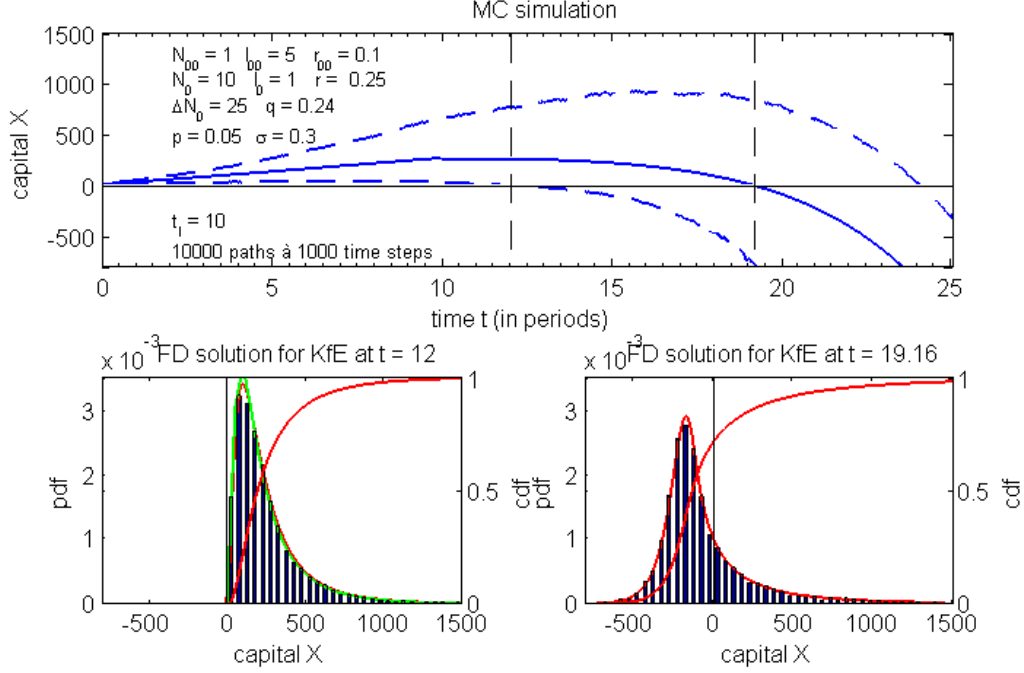 MC simulation
1500
1000
500
0
-500
capital X
N00 = 1 l00 = 5 r00 = 0.1
N0 = 10 l0 = 1 r = 0.25
ΔN0 = 25 q = 0.24
p = 0.05 σ = 0.3
tl = 10
10000 paths à 1000 time steps
0 5 10 15 20 25
time t (in periods)
x 10-3 FD solution for KfE at t = 12
3
2
1
0
pdf
1
0.5
0
cdf
-500 0 500 1000 1500
capital X
x 10-3 FD solution for KfE at t = 19.16
3
2
1
0
pdf
1
0.5
0
cdf
-500 0 500 1000 1500
capital X